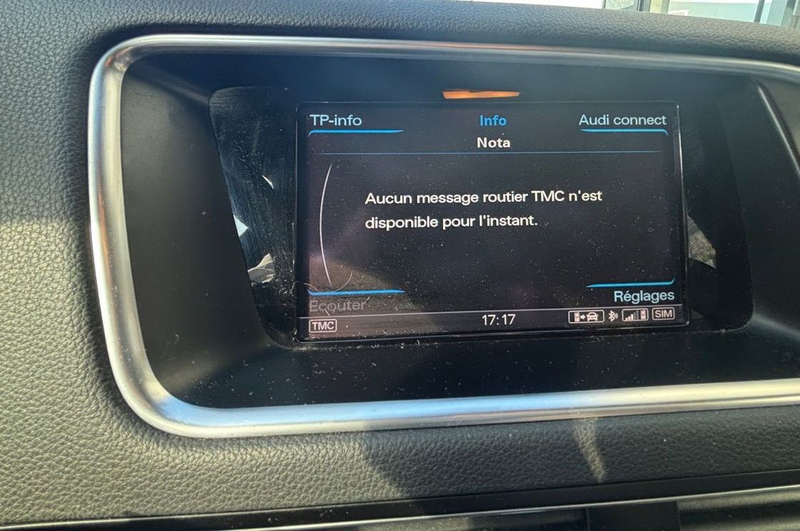 TP-info
Info
Audi connect
Nota
Aucun message routier TMC n'est
disponible pour l'instant.
Ecouter
Réglages
TMC
17:17
SIM